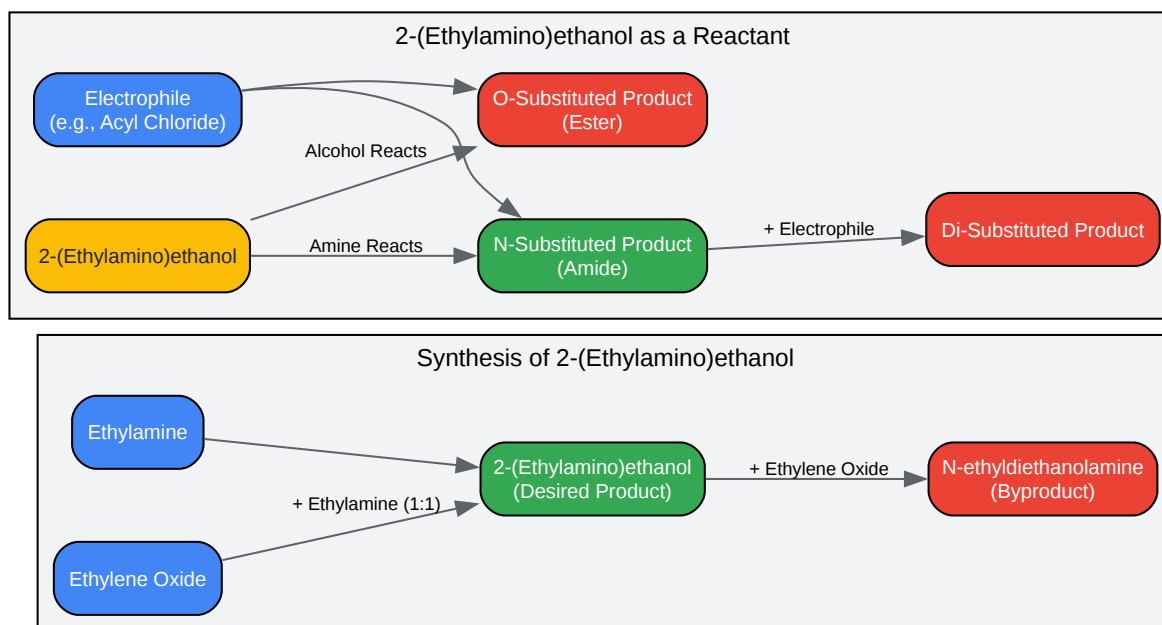 2-(Ethylamino)ethanol as a Reactant
Electrophile
(e.g., Acyl Chloride)
O-Substituted Product
(Ester)
Alcohol Reacts
2-(Ethylamino)ethanol
Amine Reacts
N-Substituted Product
(Amide)
+ Electrophile
Di-Substituted Product
Synthesis of 2-(Ethylamino)ethanol
Ethylamine
2-(Ethylamino)ethanol
(Desired Product)
+ Ethylene Oxide
N-ethyldiethanolamine
(Byproduct)
+ Ethylamine (1:1)
Ethylene Oxide